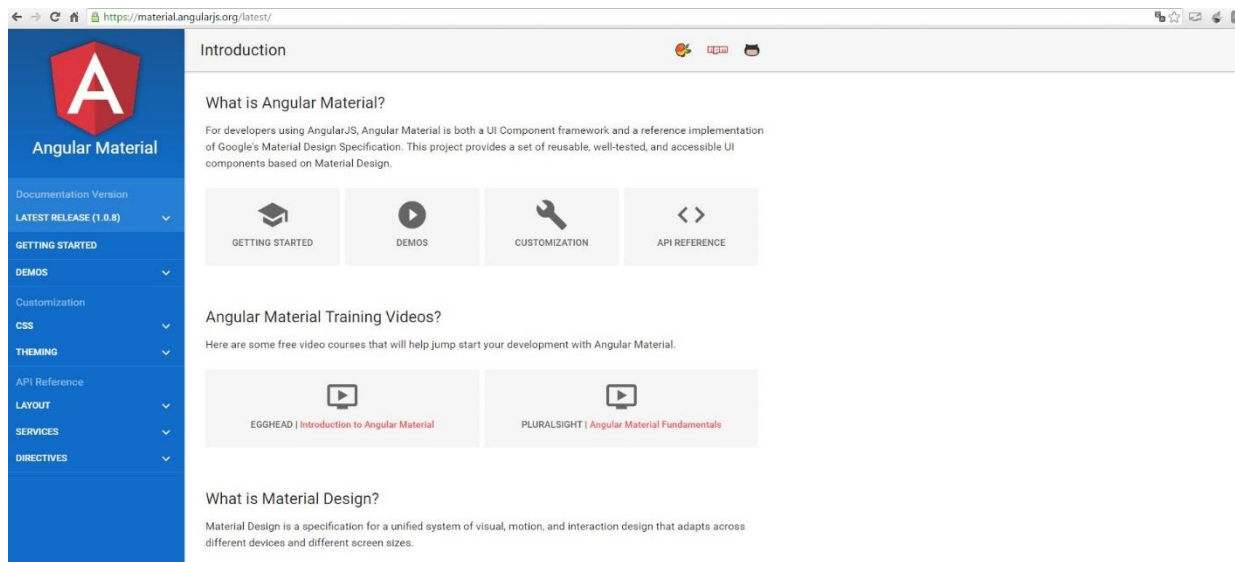 https://material.angularjs.org/latest/
Angular Material
Documentation Version
LATEST RELEASE (1.0.8)
GETTING STARTED
DEMOS
Customization
CSS
THEMING
API Reference
LAYOUT
SERVICES
DIRECTIVES
Introduction
npm
What is Angular Material?
For developers using AngularJS, Angular Material is both a UI Component framework and a reference implementation
of Google's Material Design Specification. This project provides a set of reusable, well-tested, and accessible UI
components based on Material Design.
GETTING STARTED
DEMOS
CUSTOMIZATION
API REFERENCE
Angular Material Training Videos?
Here are some free video courses that will help jump start your development with Angular Material.
EGGHEAD | Introduction to Angular Material
PLURALSIGHT | Angular Material Fundamentals
What is Material Design?
Material Design is a specification for a unified system of visual, motion, and interaction design that adapts across
different devices and different screen sizes.